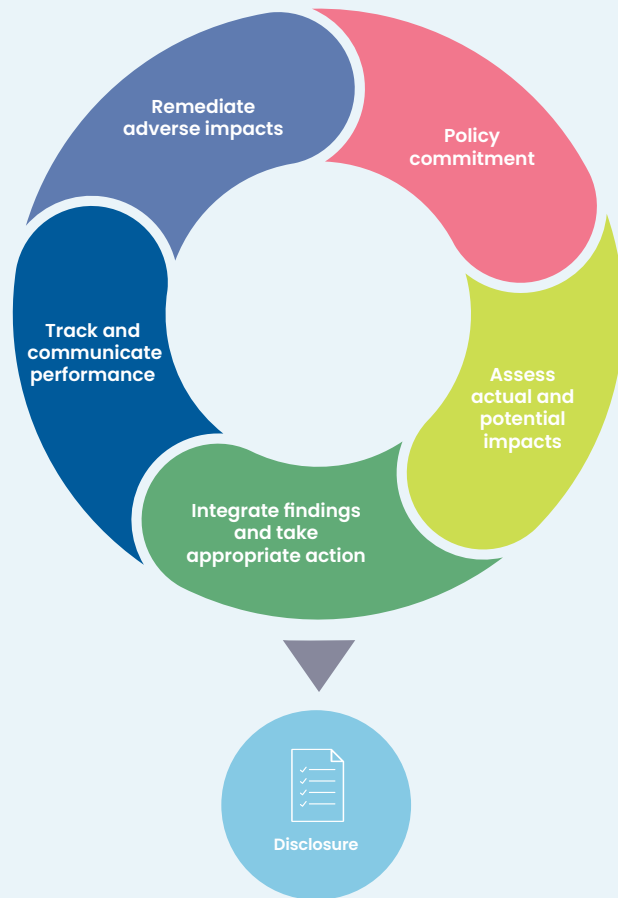 Remediate
adverse impacts
Policy
commitment
Track and
communicate
performance
Assess
actual and
potential
impacts
Integrate findings
and take
appropriate action
Disclosure